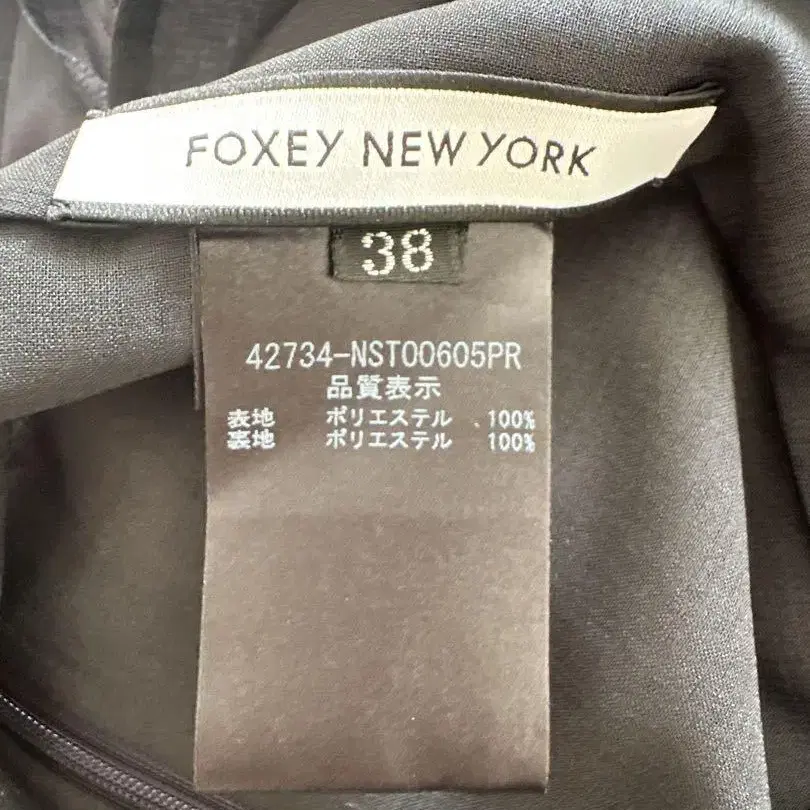 FOXEY NEW YORK
38
42734-NST00605PR
品質表示
表地 ポリエステル 100%
裏地 ポリエステル 100%